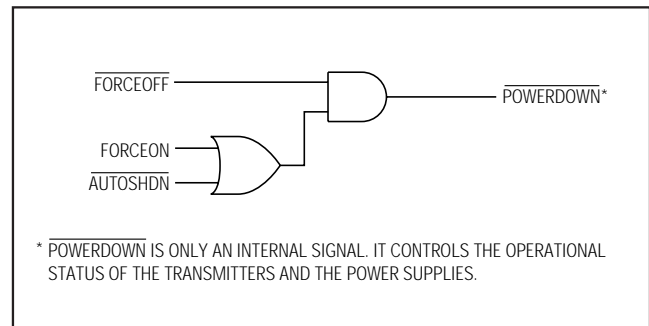 FORCEOFF
POWERDOWN*
FORCEON
AUTOSHDN
* POWERDOWN IS ONLY AN INTERNAL SIGNAL. IT CONTROLS THE OPERATIONAL
STATUS OF THE TRANSMITTERS AND THE POWER SUPPLIES.